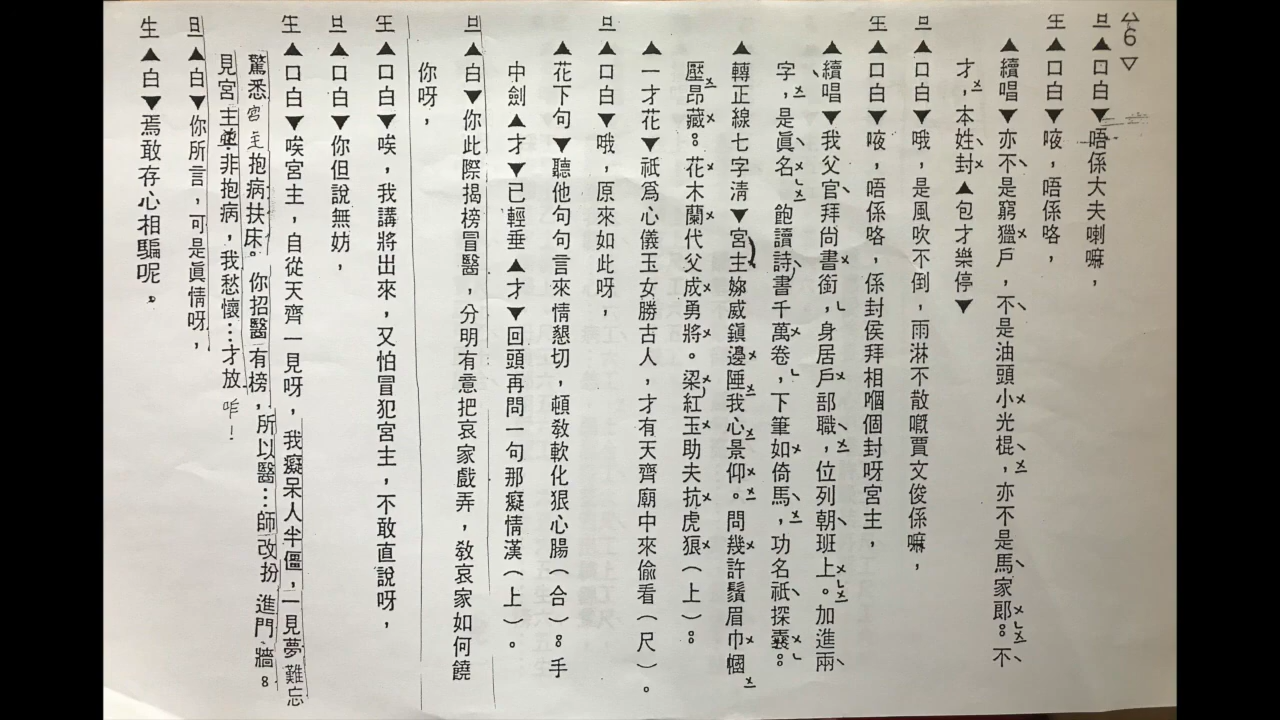 △6▽
旦▲口白▼唔係大夫喇嘛，
生▲口白▼㖡，唔係咯，
▲續唱▼亦不是窮獵戶，不是油頭小光棍，亦不是馬家郎。不
才，本姓封▲包才樂停▼
旦▲口白▼哦，是風吹不倒，雨淋不散嘅賈文俊係嘛，
生▲口白▼㖡，唔係咯，係封侯拜相嗰個封呀宮主，
▲續唱▼我父官拜尚書銜，身居戶部職，位列朝班上。加進兩
字，是眞名　飽讀詩書千萬卷，下筆如倚馬，功名祇探囊。：
▲轉正線七字清▼宮主嫁威鎭邊陲我心景仰。問幾許鬚眉巾幗
壓昂藏。花木蘭代父成勇將。梁紅玉助夫抗虎狼（上）：。
▲一才花▼祇爲心儀玉女勝古人，才有天齊廟中來偷看（尺）。
旦▲口白▼哦，原來如此呀，
▲花下句▼聽他句句言來情懇切，頓教軟化狠心腸（合）：。手
中劍▲才▼已輕垂▲才▼回頭再問一句那癡情漢（上）。
旦▲白▼你此際揭榜冒醫，分明有意把哀家戲弄，敎哀家如何饒
你呀，
生▲口白▼唉，我講將出來，又怕冒犯宮主，不敢直說呀，
旦▲口白▼你但說無妨，
生▲口白▼唉宮主，自從天齊一見呀，我癡呆人半僵，一見夢難忘
驚悉宮主抱病扶床。你招醫有榜，所以醫…師改扮進門牆。：
見宮主並非抱病，我愁懷…才放咋！
旦▲白▼你所言，可是眞情呀，
生▲白▼焉敢存心相騙呢。